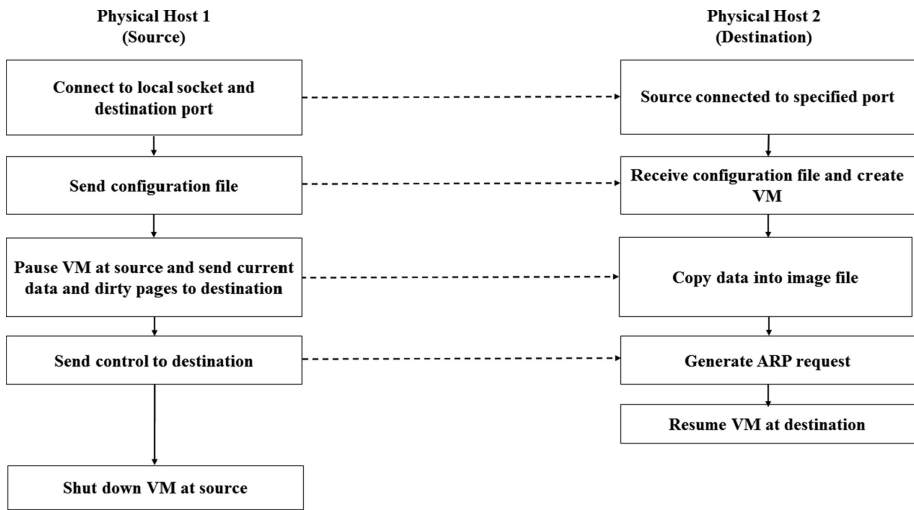 Physical Host 1
(Source)
Physical Host 2
(Destination)
Connect to local socket and
destination port
Source connected to specified port
Send configuration file
Receive configuration file and create
VM
Pause VM at source and send current
data and dirty pages to destination
Copy data into image file
Send control to destination
Generate ARP request
Resume VM at destination
Shut down VM at source